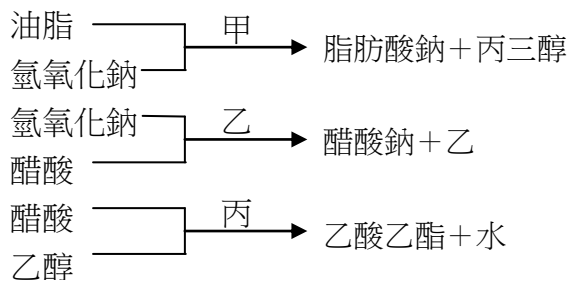 油脂
甲
脂肪酸鈉＋丙三醇
氫氧化鈉
氫氧化鈉
乙
醋酸鈉＋乙
醋酸
醋酸
丙
乙酸乙酯＋水
乙醇